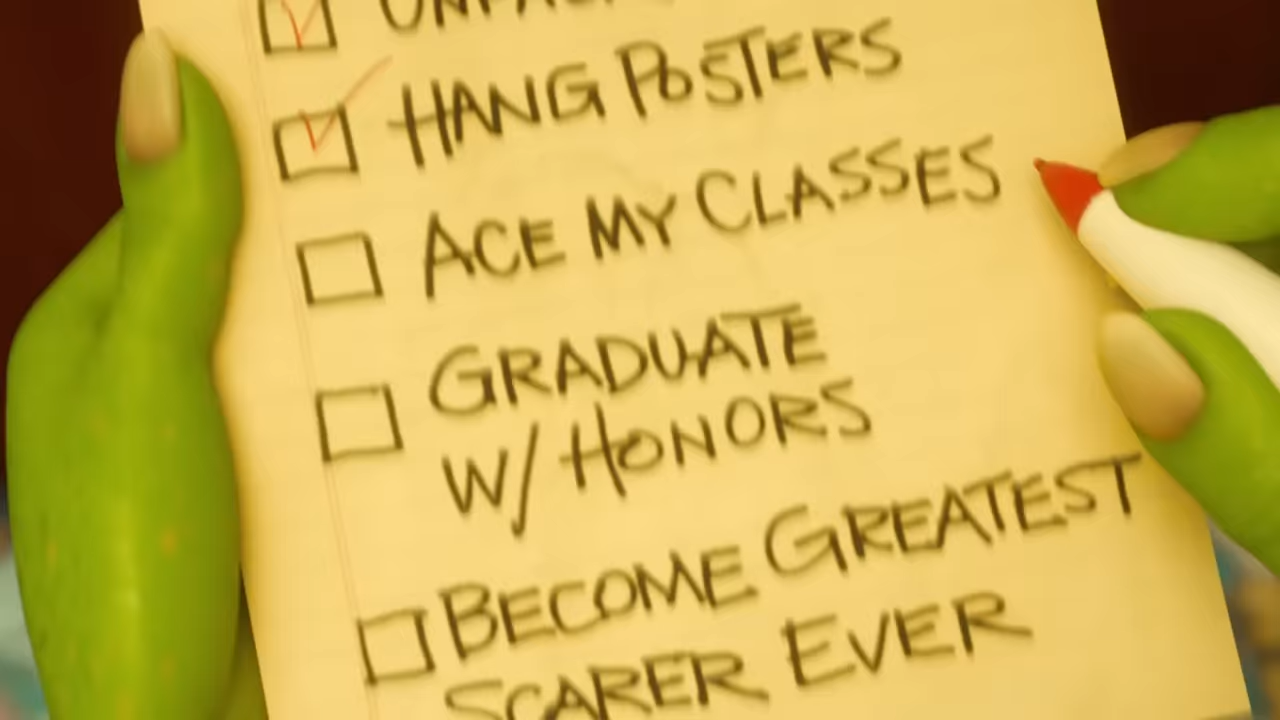 HANG POSTERS
ACE MY CLASSES
GRADUATE
W/ HONORS
BECOME GREATEST
SCARER EVER